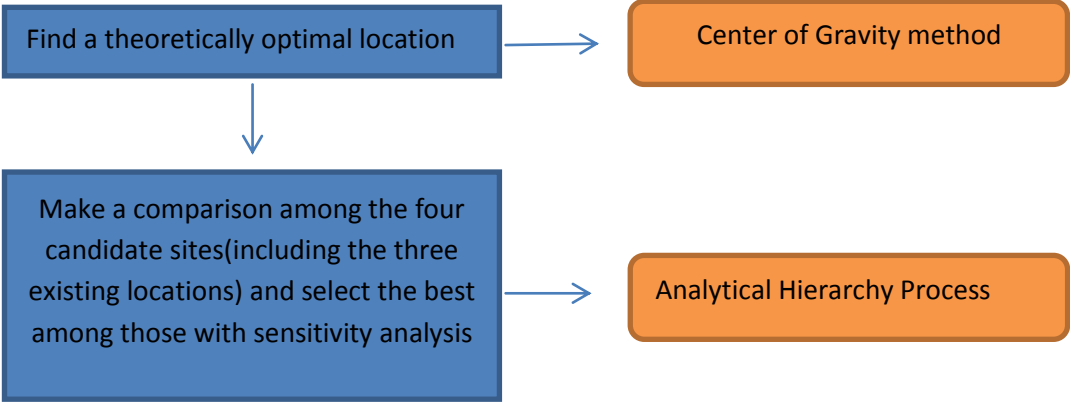 Find a theoretically optimal location
Center of Gravity method
Make a comparison among the four
candidate sites(including the three
existing locations) and select the best
among those with sensitivity analysis
Analytical Hierarchy Process